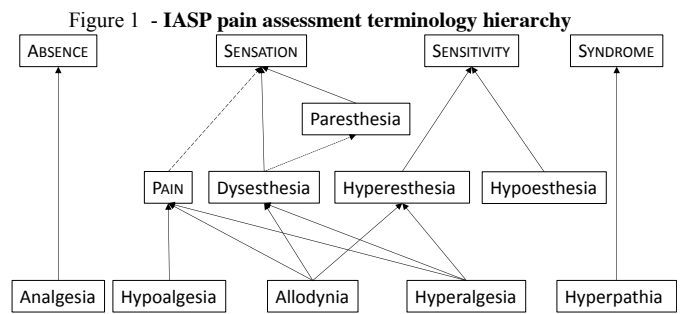 Figure 1 - IASP pain assessment terminology hierarchy
ABSENCE SENSATION SENSITIVITY SYNDROME
Paresthesia
PAIN Dysesthesia Hyperesthesia Hypoesthesia
Analgesia Hypoalgesia Allodynia Hyperalgesia Hyperpathia